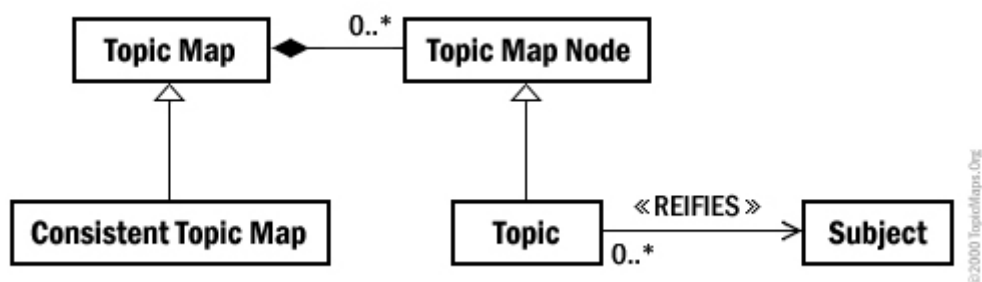 Topic Map
0..*
Topic Map Node
Consistent Topic Map
Topic
«REIFIES»
0..*
Subject
©2000 TopicMaps.Org